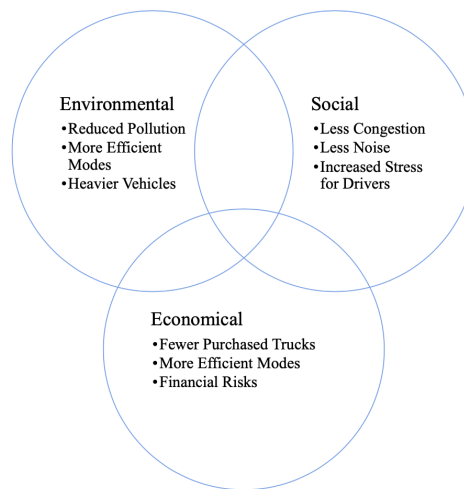 Environmental
•Reduced Pollution
•More Efficient
Modes
•Heavier Vehicles
Social
•Less Congestion
•Less Noise
•Increased Stress
for Drivers
Economical
•Fewer Purchased Trucks
•More Efficient Modes
•Financial Risks